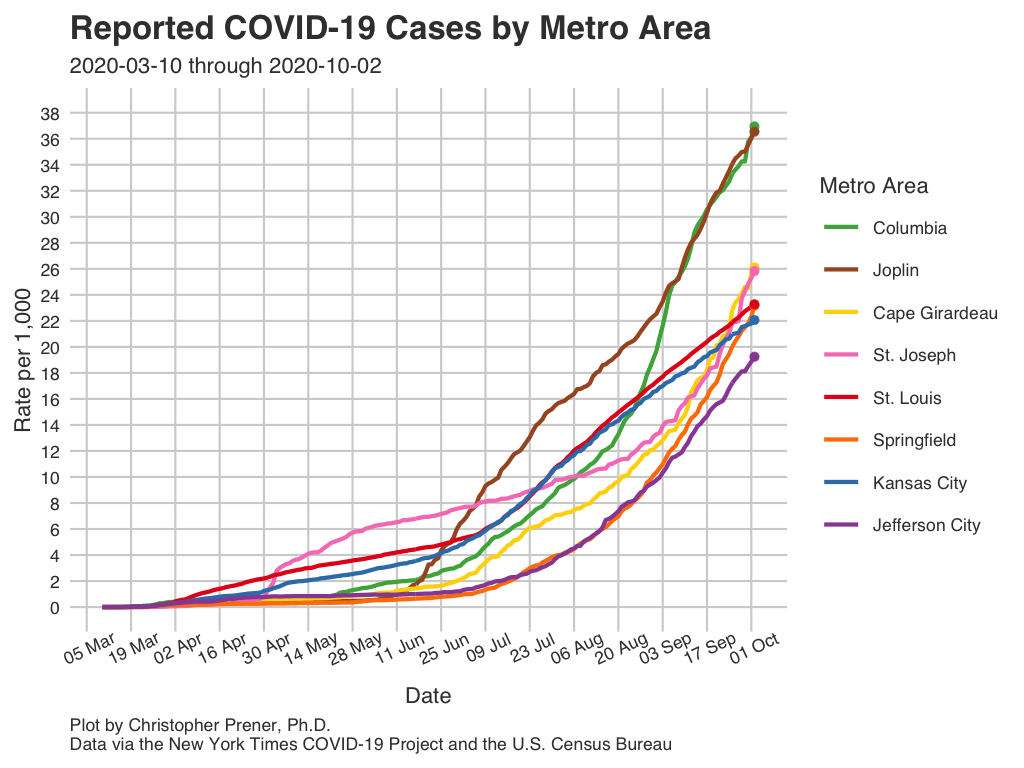 Reported COVID-19 Cases by Metro Area
2020-03-10 through 2020-10-02
38
36
34
32
30
28
26
24
22
20
18
16
14
12
10
8
6
4
2
0
Rate per 1,000
05 Mar
19 Mar
02 Apr
16 Apr
30 Apr
14 May
28 May
11 Jun
25 Jun
09 Jul
23 Jul
06 Aug
20 Aug
03 Sep
17 Sep
01 Oct
Date
Metro Area
Columbia
Joplin
Cape Girardeau
St. Joseph
St. Louis
Springfield
Kansas City
Jefferson City
Plot by Christopher Prener, Ph.D.
Data via the New York Times COVID-19 Project and the U.S. Census Bureau